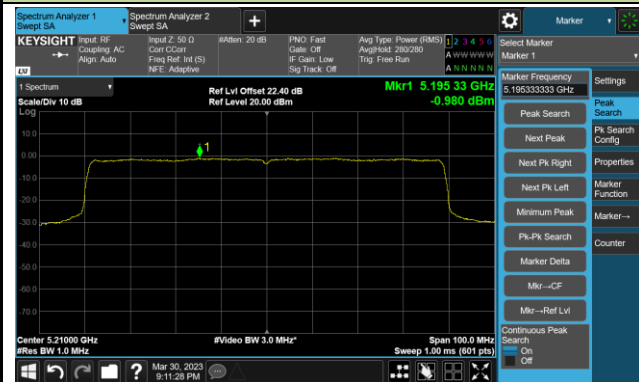 Spectrum Analyzer 1
Swept SA
Spectrum Analyzer 2
Swept SA
+
Marker
KEYSIGHT
Input: RF
Coupling: AC
Align: Auto
Input Z: 50 Ω
Corr CCorr
Freq Ref: Int (S)
NFE: Adaptive
#Atten: 20 dB
PNO: Fast
Gate: Off
IF Gain: Low
Sig Track: Off
Avg Type: Power (RMS)
Avg|Hold: 280/280
Trig: Free Run
1 2 3 4 5 6
A W W W W W
A N N N N N
LXI
Select Marker
Marker 1
1 Spectrum
Scale/Div 10 dB
Log
Ref Lvl Offset 22.40 dB
Ref Level 20.00 dBm
Mkr1 5.195 33 GHz
-0.980 dBm
10.0
0.00
-10.0
-20.0
-30.0
-40.0
-50.0
-60.0
-70.0
1
Center 5.21000 GHz
#Res BW 1.0 MHz
#Video BW 3.0 MHz*
Span 100.0 MHz
Sweep 1.00 ms (601 pts)
Marker Frequency
5.195333333 GHz
Peak Search
Next Peak
Next Pk Right
Next Pk Left
Minimum Peak
Pk-Pk Search
Marker Delta
Mkr→CF
Mkr→Ref Lvl
Continuous Peak
Search
On
Off
Settings
Peak
Search
Pk Search
Config
Properties
Marker
Function
Marker→
Counter
?
Mar 30, 2023
9:11:28 PM